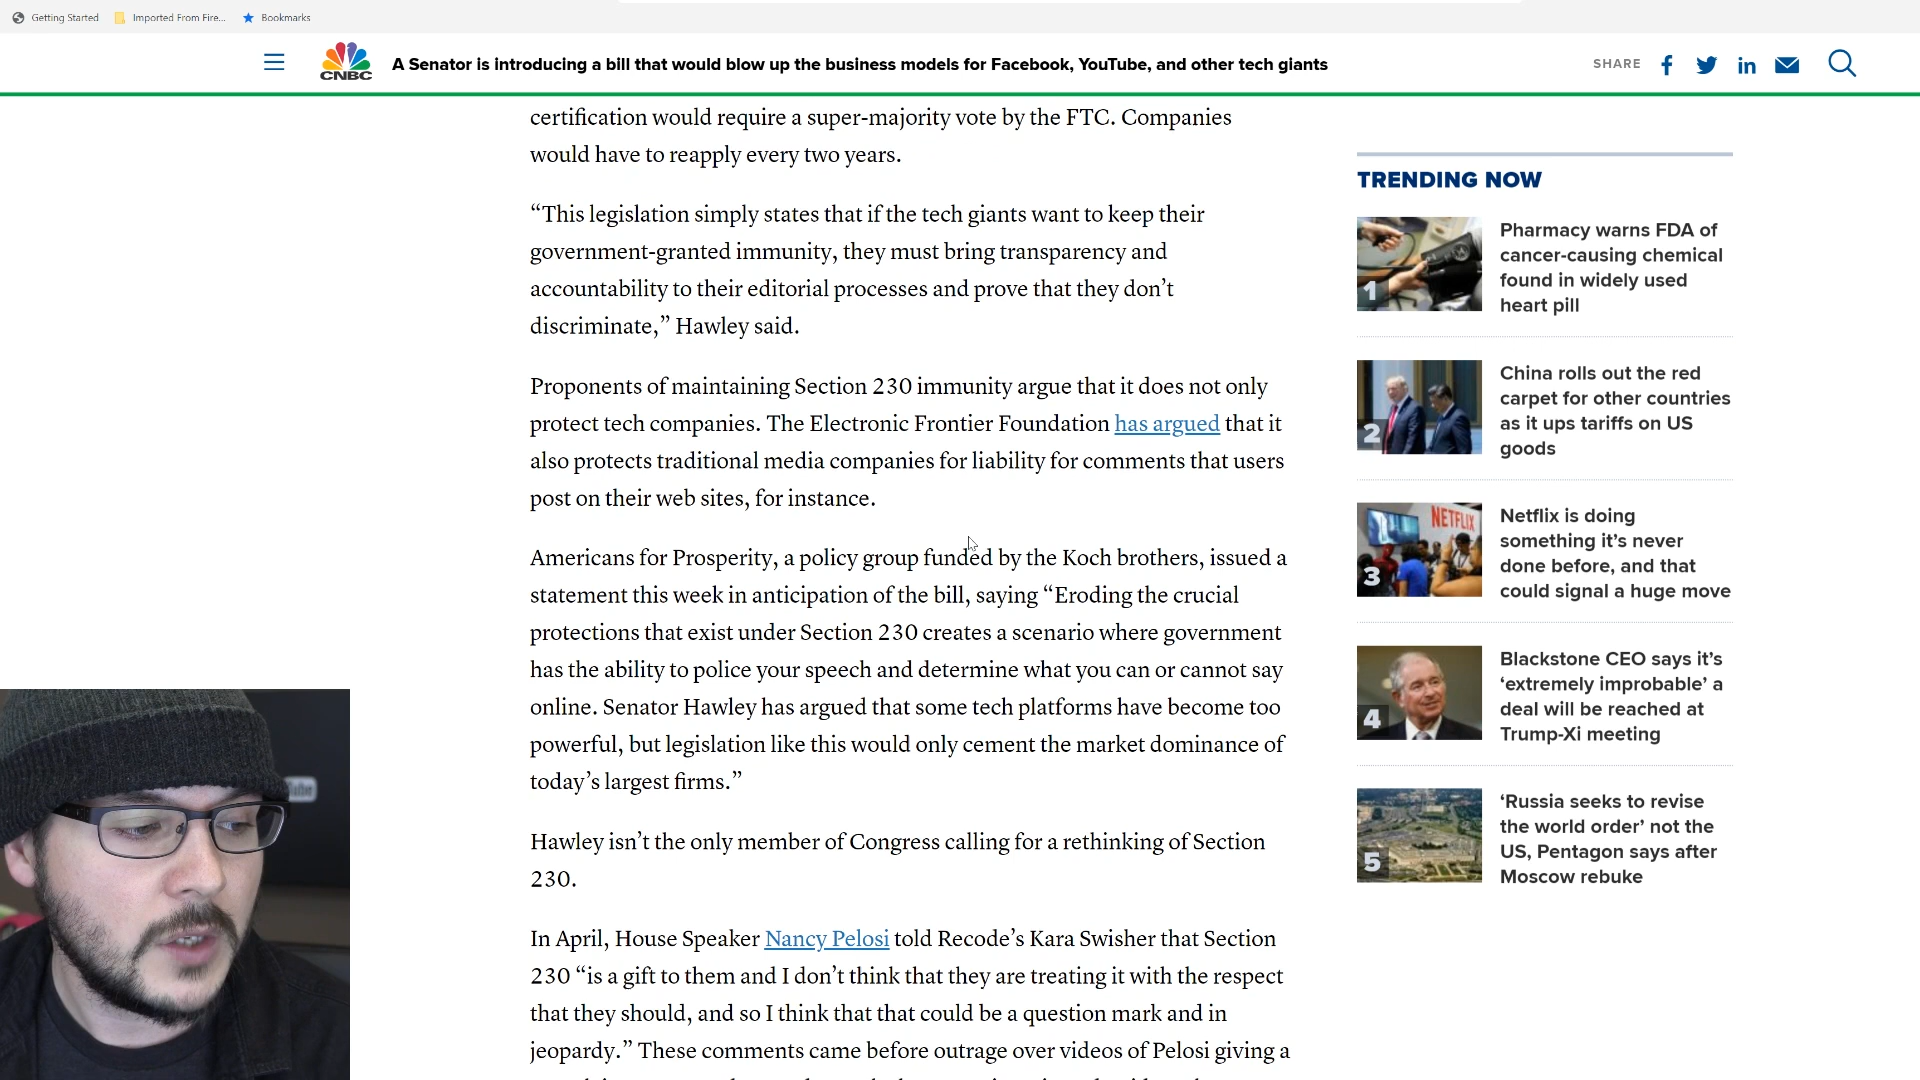 Getting Started
Imported From Fire...
Bookmarks
CNBC
A Senator is introducing a bill that would blow up the business models for Facebook, YouTube, and other tech giants
SHARE
certification would require a super-majority vote by the FTC. Companies
would have to reapply every two years.
“This legislation simply states that if the tech giants want to keep their
government-granted immunity, they must bring transparency and
accountability to their editorial processes and prove that they don’t
discriminate,” Hawley said.
Proponents of maintaining Section 230 immunity argue that it does not only
protect tech companies. The Electronic Frontier Foundation has argued that it
also protects traditional media companies for liability for comments that users
post on their web sites, for instance.
Americans for Prosperity, a policy group funded by the Koch brothers, issued a
statement this week in anticipation of the bill, saying “Eroding the crucial
protections that exist under Section 230 creates a scenario where government
has the ability to police your speech and determine what you can or cannot say
online. Senator Hawley has argued that some tech platforms have become too
powerful, but legislation like this would only cement the market dominance of
today’s largest firms.”
Hawley isn’t the only member of Congress calling for a rethinking of Section
230.
In April, House Speaker Nancy Pelosi told Recode’s Kara Swisher that Section
230 “is a gift to them and I don’t think that they are treating it with the respect
that they should, and so I think that that could be a question mark and in
jeopardy.” These comments came before outrage over videos of Pelosi giving a
TRENDING NOW
1
Pharmacy warns FDA of
cancer-causing chemical
found in widely used
heart pill
2
China rolls out the red
carpet for other countries
as it ups tariffs on US
goods
NETFLIX
3
Netflix is doing
something it’s never
done before, and that
could signal a huge move
4
Blackstone CEO says it’s
‘extremely improbable’ a
deal will be reached at
Trump-Xi meeting
5
‘Russia seeks to revise
the world order’ not the
US, Pentagon says after
Moscow rebuke